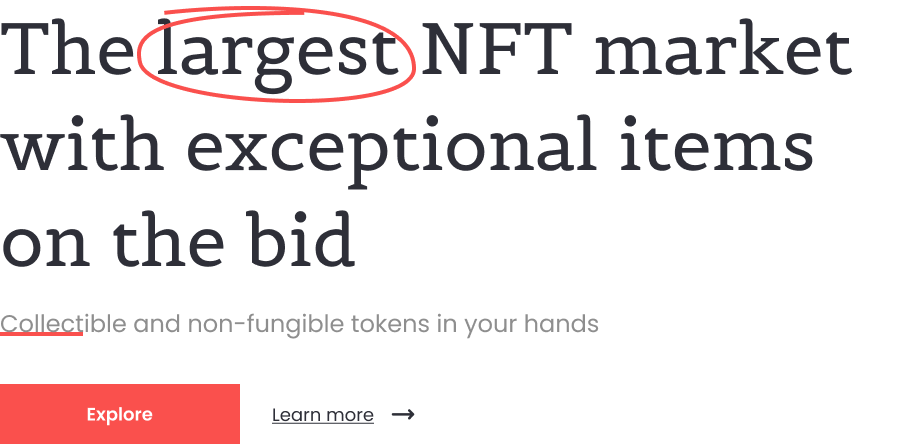 The largest NFT market
with exceptional items
on the bid
Collectible and non-fungible tokens in your hands
Explore
Learn more →